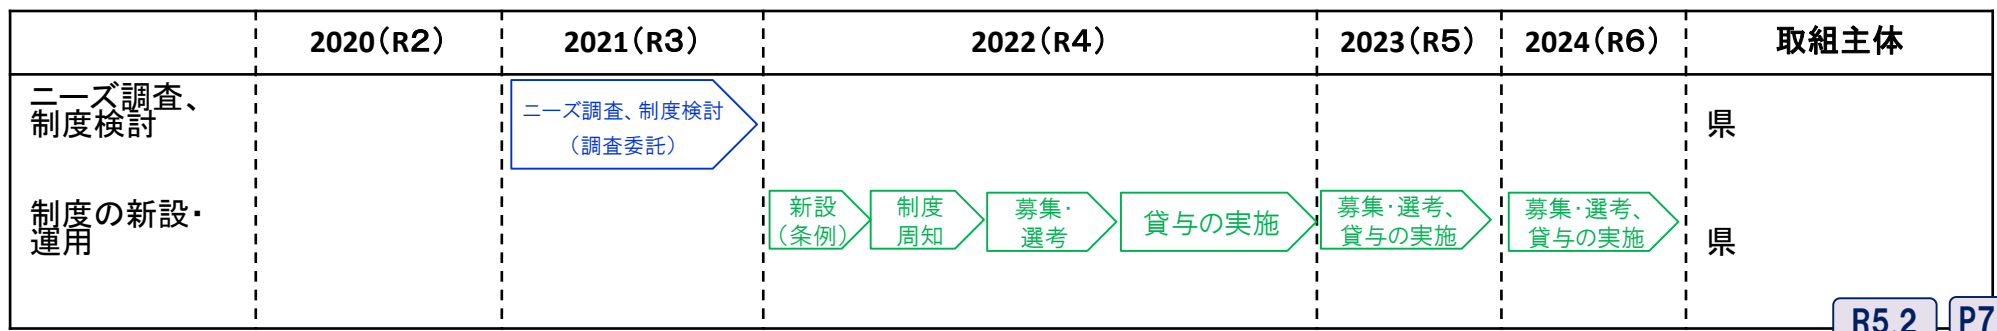 2020（R2） 2021（R3） 2022（R4） 2023（R5） 2024（R6） 取組主体
ニーズ調査、
制度検討
ニーズ調査、制度検討
（調査委託）
県
制度の新設・
運用
新設
（条例）
制度
周知
募集・
選考
貸与の実施
募集・選考、
貸与の実施
募集・選考、
貸与の実施
県
R5.2 P7